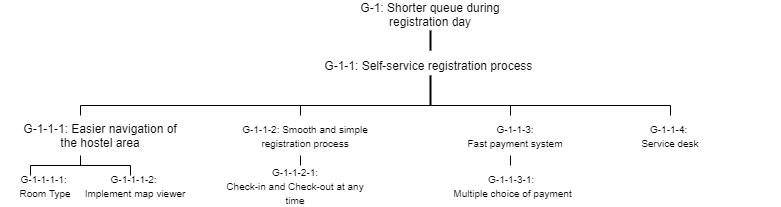 G-1: Shorter queue during
registration day
G-1-1: Self-service registration process
G-1-1-1: Easier navigation of
the hostel area
G-1-1-2: Smooth and simple
registration process
G-1-1-3:
Fast payment system
G-1-1-4:
Service desk
G-1-1-1-1:
Room Type
G-1-1-1-2:
Implement map viewer
G-1-1-2-1:
Check-in and Check-out at any
time
G-1-1-3-1:
Multiple choice of payment